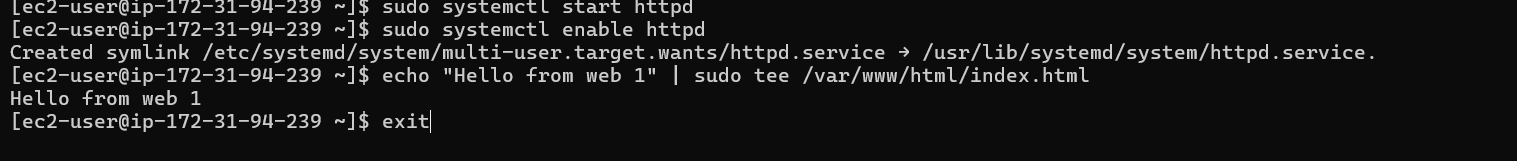 [ec2-user@ip-172-31-94-239 ~]$ sudo systemctl start httpd
[ec2-user@ip-172-31-94-239 ~]$ sudo systemctl enable httpd
Created symlink /etc/systemd/system/multi-user.target.wants/httpd.service → /usr/lib/systemd/system/httpd.service.
[ec2-user@ip-172-31-94-239 ~]$ echo "Hello from web 1" | sudo tee /var/www/html/index.html
Hello from web 1
[ec2-user@ip-172-31-94-239 ~]$ exit